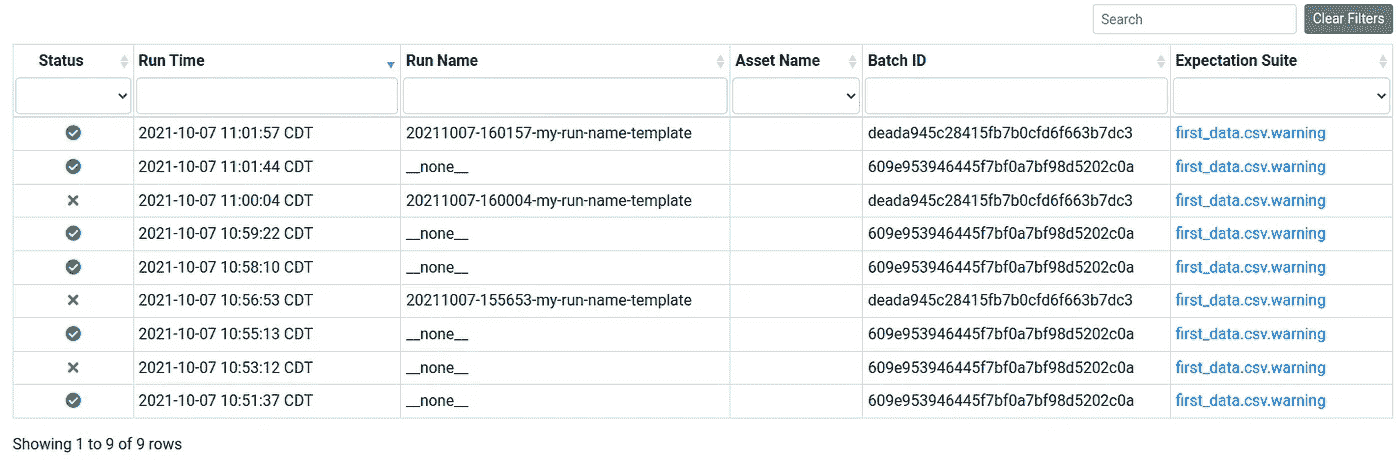 Search Clear Filters
Status Run Time Run Name Asset Name Batch ID Expectation Suite
2021-10-07 11:01:57 CDT 20211007-160157-my-run-name-template deada945c28415fb7b0cfd6f663b7dc3 first_data.csv.warning
2021-10-07 11:01:44 CDT __none__ 609e953946445f7bf0a7bf98d5202c0a first_data.csv.warning
2021-10-07 11:00:04 CDT 20211007-160004-my-run-name-template deada945c28415fb7b0cfd6f663b7dc3 first_data.csv.warning
2021-10-07 10:59:22 CDT __none__ 609e953946445f7bf0a7bf98d5202c0a first_data.csv.warning
2021-10-07 10:58:10 CDT __none__ 609e953946445f7bf0a7bf98d5202c0a first_data.csv.warning
2021-10-07 10:56:53 CDT 20211007-155653-my-run-name-template deada945c28415fb7b0cfd6f663b7dc3 first_data.csv.warning
2021-10-07 10:55:13 CDT __none__ 609e953946445f7bf0a7bf98d5202c0a first_data.csv.warning
2021-10-07 10:53:12 CDT __none__ 609e953946445f7bf0a7bf98d5202c0a first_data.csv.warning
2021-10-07 10:51:37 CDT __none__ 609e953946445f7bf0a7bf98d5202c0a first_data.csv.warning
Showing 1 to 9 of 9 rows